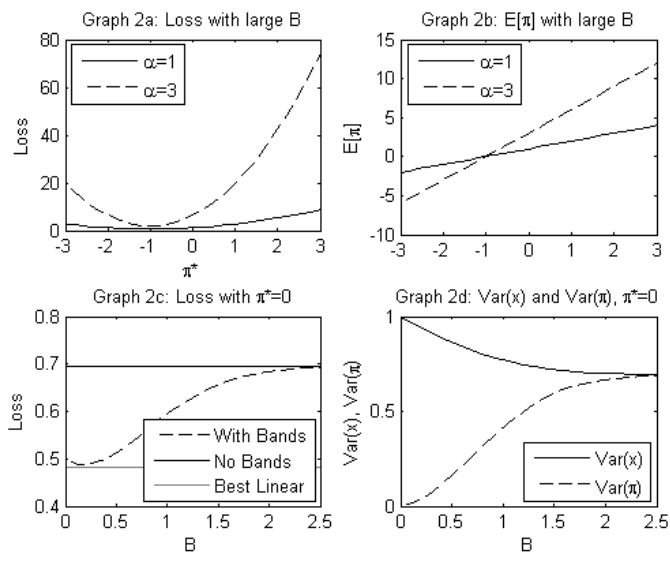 Graph 2a: Loss with large B
80
60
40
20
0
Loss
α=1
α=3
-3 -2 -1 0 1 2 3
π*
Graph 2b: E[π] with large B
15
10
5
0
-5
-10
E[π]
α=1
α=3
-3 -2 -1 0 1 2 3
Graph 2c: Loss with π*=0
0.8
0.7
0.6
0.5
0.4
Loss
With Bands
No Bands
Best Linear
0 0.5 1 1.5 2 2.5
B
Graph 2d: Var(x) and Var(π), π*=0
1
0.5
0
Var(x), Var(π)
Var(x)
Var(π)
0 0.5 1 1.5 2 2.5
B